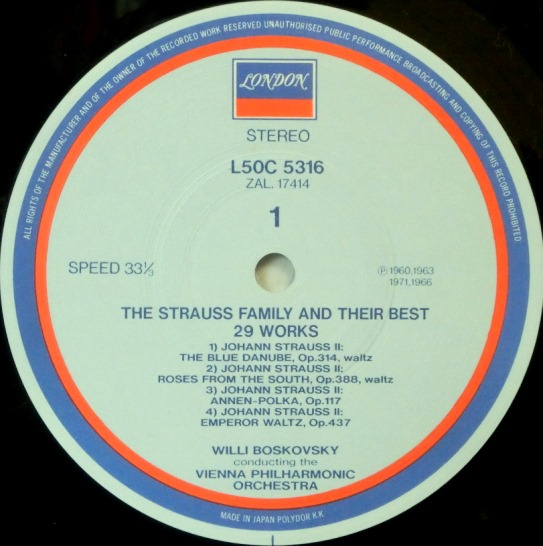 ALL RIGHTS OF THE MANUFACTURER AND OF THE OWNER OF THE RECORDED WORK RESERVED UNAUTHORISED PUBLIC PERFORMANCE BROADCASTING AND COPYING OF THIS RECORD PROHIBITED
LONDON
STEREO
L50C 5316
ZAL. 17414
1
SPEED 33⅓
Ⓟ 1960,1963
1971,1966
THE STRAUSS FAMILY AND THEIR BEST
29 WORKS
1) JOHANN STRAUSS II:
THE BLUE DANUBE, Op.314, waltz
2) JOHANN STRAUSS II:
ROSES FROM THE SOUTH, Op.388, waltz
3) JOHANN STRAUSS II:
ANNEN-POLKA, Op.117
4) JOHANN STRAUSS II:
EMPEROR WALTZ, Op.437
WILLI BOSKOVSKY
conducting the
VIENNA PHILHARMONIC
ORCHESTRA
MADE IN JAPAN POLYDOR K.K.